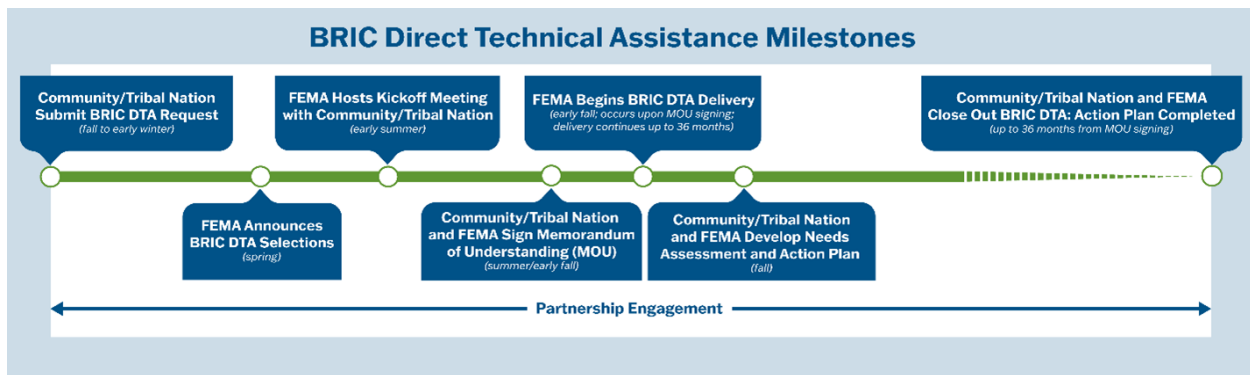 BRIC Direct Technical Assistance Milestones
Community/Tribal Nation
Submit BRIC DTA Request
(fall to early winter)
FEMA Hosts Kickoff Meeting
with Community/Tribal Nation
(early summer)
FEMA Begins BRIC DTA Delivery
(early fall; occurs upon MOU signing;
delivery continues up to 36 months)
Community/Tribal Nation and FEMA
Close Out BRIC DTA: Action Plan Completed
(up to 36 months from MOU signing)
FEMA Announces
BRIC DTA Selections
(spring)
Community/Tribal Nation
and FEMA Sign Memorandum
of Understanding (MOU)
(summer/early fall)
Community/Tribal Nation
and FEMA Develop Needs
Assessment and Action Plan
(fall)
Partnership Engagement